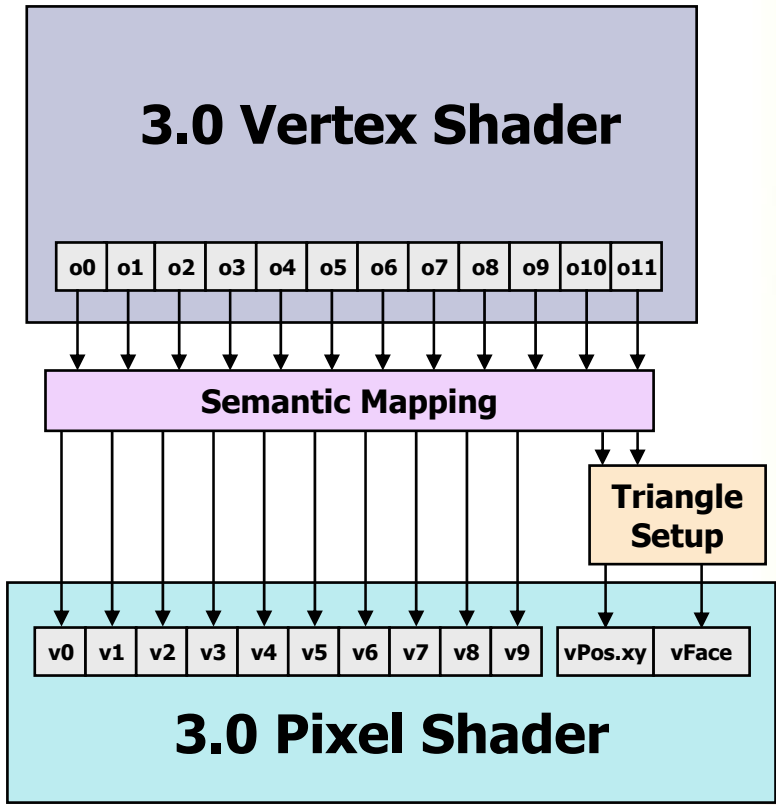 3.0 Vertex Shader
o0 o1 o2 o3 o4 o5 o6 o7 o8 o9 o10 o11
Semantic Mapping
Triangle
Setup
v0 v1 v2 v3 v4 v5 v6 v7 v8 v9 vPos.xy vFace
3.0 Pixel Shader